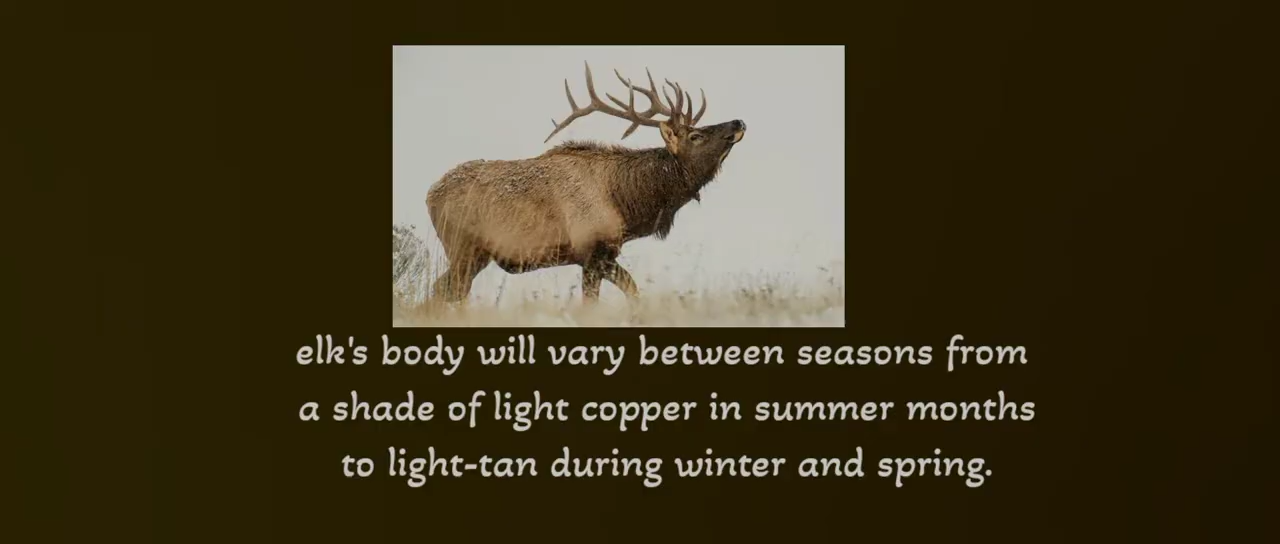 elk's body will vary between seasons from
a shade of light copper in summer months
to light-tan during winter and spring.